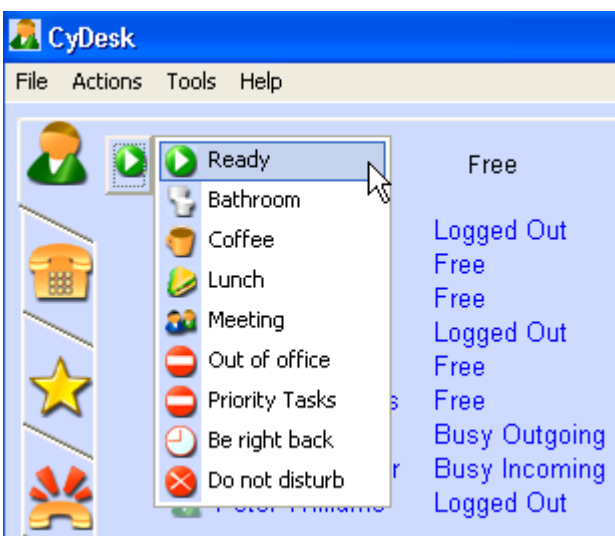 CyDesk
File Actions Tools Help
Ready
Free
Bathroom
Coffee
Logged Out
Free
Lunch
Free
Meeting
Logged Out
Out of office
Free
Priority Tasks
s
Free
Be right back
Busy Outgoing
Do not disturb
r
Busy Incoming
Logged Out